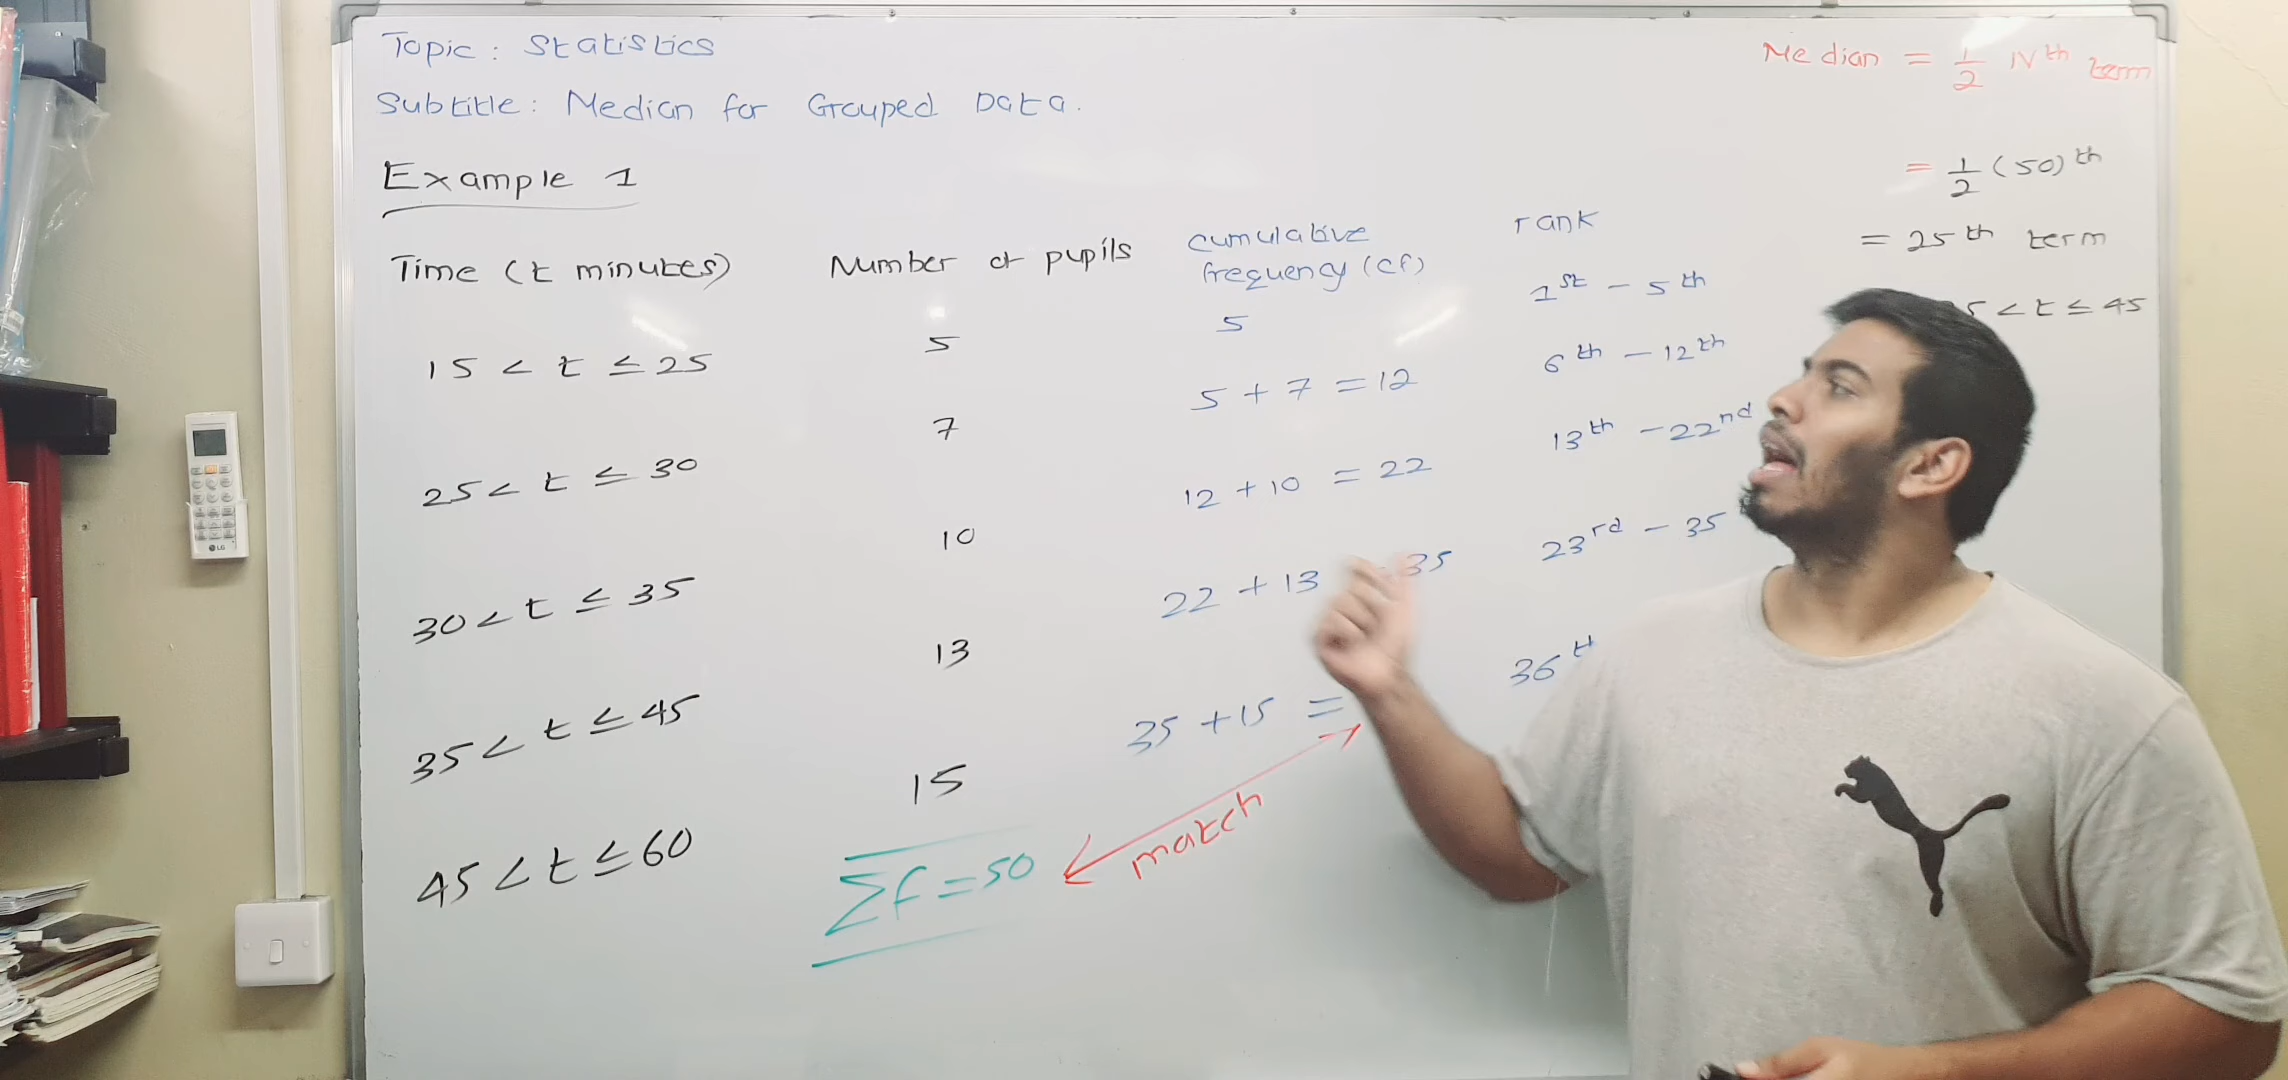 Topic: Statistics
Subtitle: Median for Grouped Data.
Example 1
Time (t minutes)
15 < t ≤ 25
25 < t ≤ 30
30 < t ≤ 35
35 < t ≤ 45
45 < t ≤ 60
Number of pupils
5
7
10
13
15
Σf = 50
cumulative
frequency (cf)
5
5 + 7 = 12
12 + 10 = 22
22 + 13 = 35
35 + 15 =
match
rank
1st - 5th
6th - 12th
13th - 22nd
23rd - 35
36th
Median = 1/2 Nth term
= 1/2 (50)th
= 25th term
5 < t ≤ 45
LG